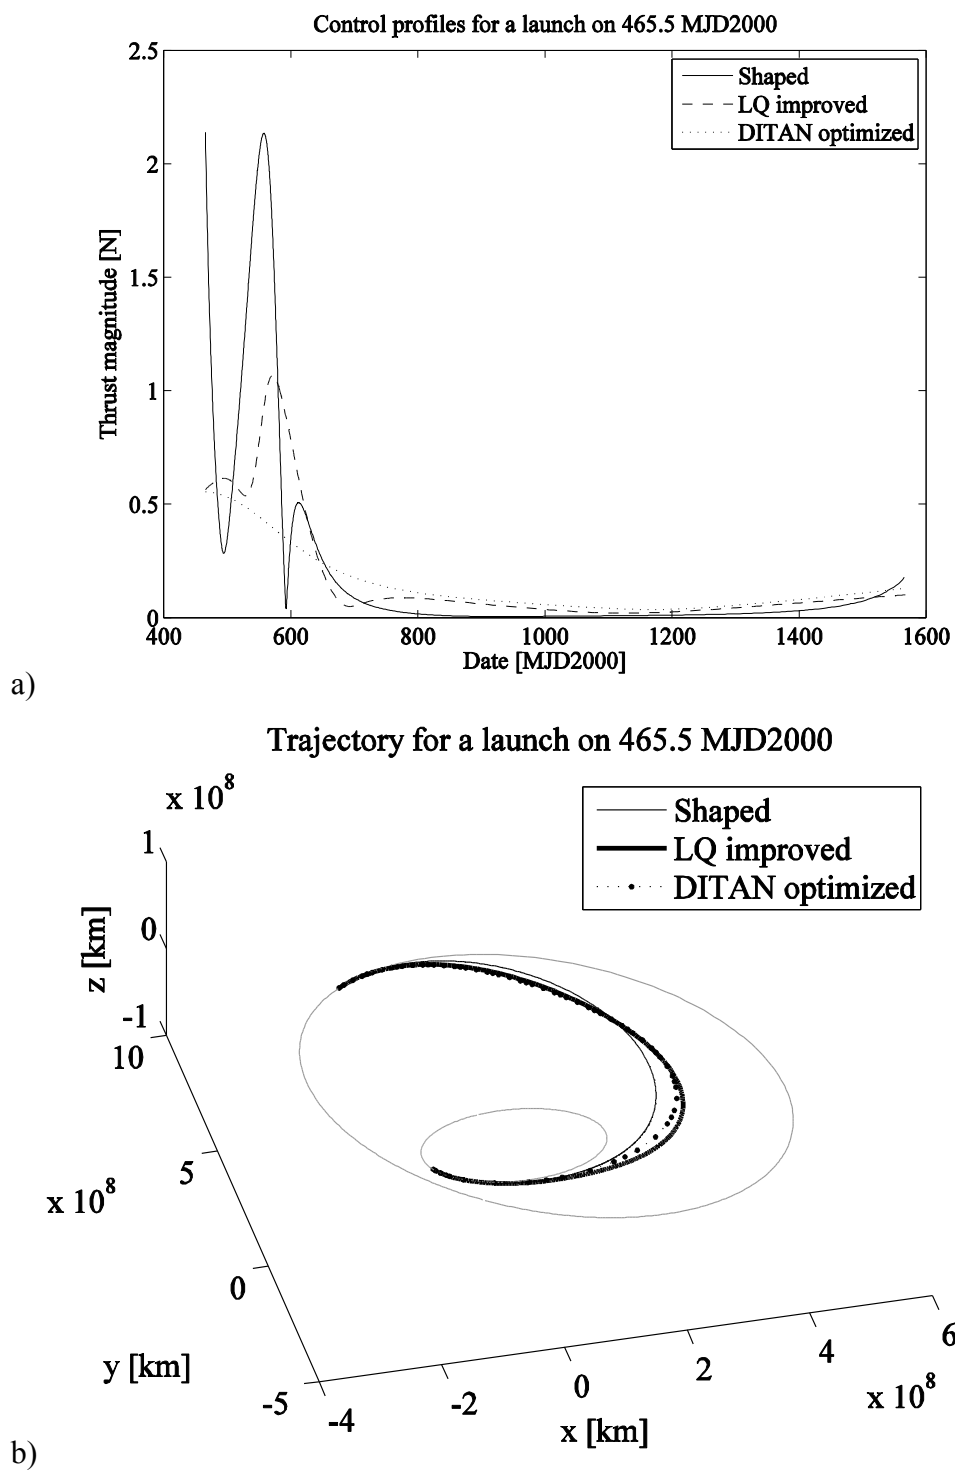 Control profiles for a launch on 465.5 MJD2000
2.5
2
1.5
1
0.5
0
Thrust magnitude [N]
Shaped
LQ improved
DITAN optimized
400 600 800 1000 1200 1400 1600
Date [MJD2000]
a)
Trajectory for a launch on 465.5 MJD2000
x 10^8
Shaped
LQ improved
DITAN optimized
1
0
-1
z [km]
10
5
0
-5
x 10^8
y [km]
-4 -2 0 2 4 6
x 10^8
x [km]
b)